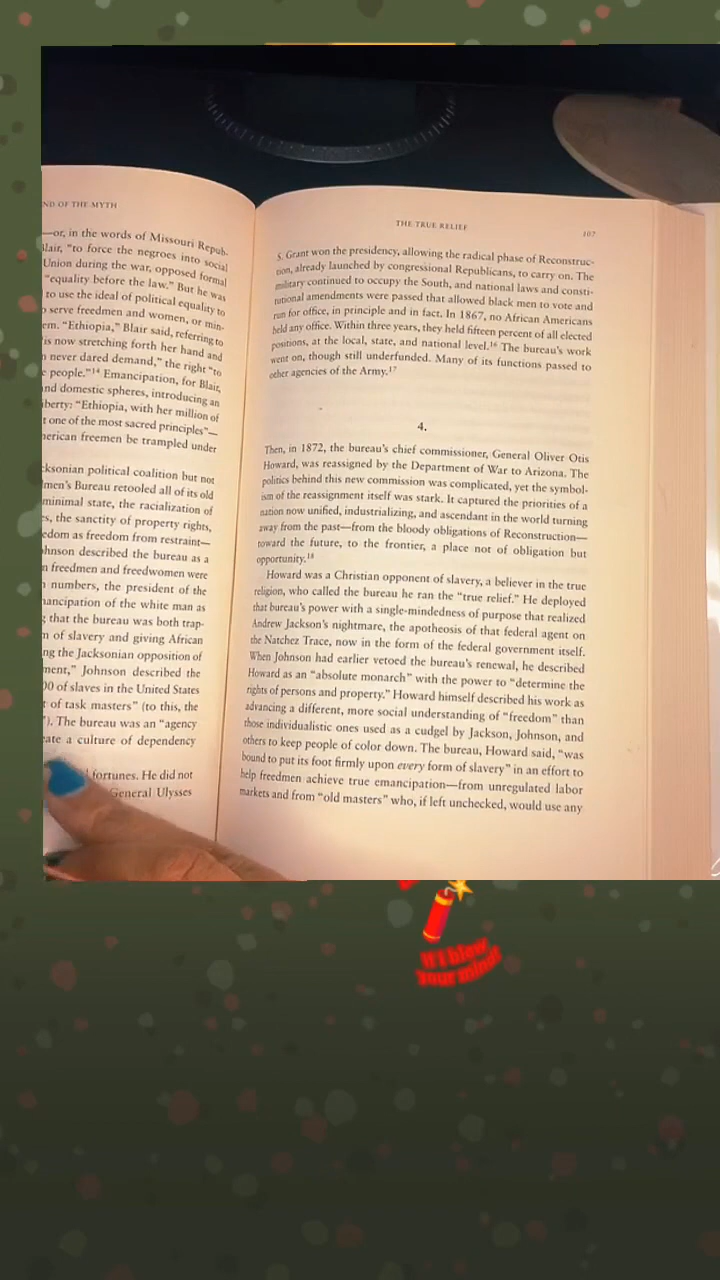 ND OF THE MYTH
—or, in the words of Missouri Repub-
lair, "to force the negroes into social
Union during the war, opposed formal
"equality before the law." But he was
to use the ideal of political equality to
serve freedmen and women, or min-
em. "Ethiopia," Blair said, referring to
is now stretching forth her hand and
never dared demand," the right "to
e people."14 Emancipation, for Blair,
nd domestic spheres, introducing an
iberty: "Ethiopia, with her million of
t one of the most sacred principles"—
nerican freemen be trampled under
cksonian political coalition but not
men's Bureau retooled all of its old
minimal state, the racialization of
s, the sanctity of property rights,
edom as freedom from restraint—
hnson described the bureau as a
n freedmen and freedwomen were
numbers, the president of the
nancipation of the white man as
that the bureau was both trap-
n of slavery and giving African
ng the Jacksonian opposition of
ment," Johnson described the
00 of slaves in the United States
t of task masters" (to this, the
"). The bureau was an "agency
ate a culture of dependency
fortunes. He did not
General Ulysses
THE TRUE RELIEF 107
S. Grant won the presidency, allowing the radical phase of Reconstruc-
tion, already launched by congressional Republicans, to carry on. The
military continued to occupy the South, and national laws and consti-
tutional amendments were passed that allowed black men to vote and
run for office, in principle and in fact. In 1867, no African Americans
held any office. Within three years, they held fifteen percent of all elected
positions, at the local, state, and national level.16 The bureau's work
went on, though still underfunded. Many of its functions passed to
other agencies of the Army.17
4.
Then, in 1872, the bureau's chief commissioner, General Oliver Otis
Howard, was reassigned by the Department of War to Arizona. The
politics behind this new commission was complicated, yet the symbol-
ism of the reassignment itself was stark. It captured the priorities of a
nation now unified, industrializing, and ascendant in the world turning
away from the past—from the bloody obligations of Reconstruction—
toward the future, to the frontier, a place not of obligation but
opportunity.18
Howard was a Christian opponent of slavery, a believer in the true
religion, who called the bureau he ran the "true relief." He deployed
that bureau's power with a single-mindedness of purpose that realized
Andrew Jackson's nightmare, the apotheosis of that federal agent on
the Natchez Trace, now in the form of the federal government itself.
When Johnson had earlier vetoed the bureau's renewal, he described
Howard as an "absolute monarch" with the power to "determine the
rights of persons and property." Howard himself described his work as
advancing a different, more social understanding of "freedom" than
those individualistic ones used as a cudgel by Jackson, Johnson, and
others to keep people of color down. The bureau, Howard said, "was
bound to put its foot firmly upon every form of slavery" in an effort to
help freedmen achieve true emancipation—from unregulated labor
markets and from "old masters" who, if left unchecked, would use any
blew
Your mind!